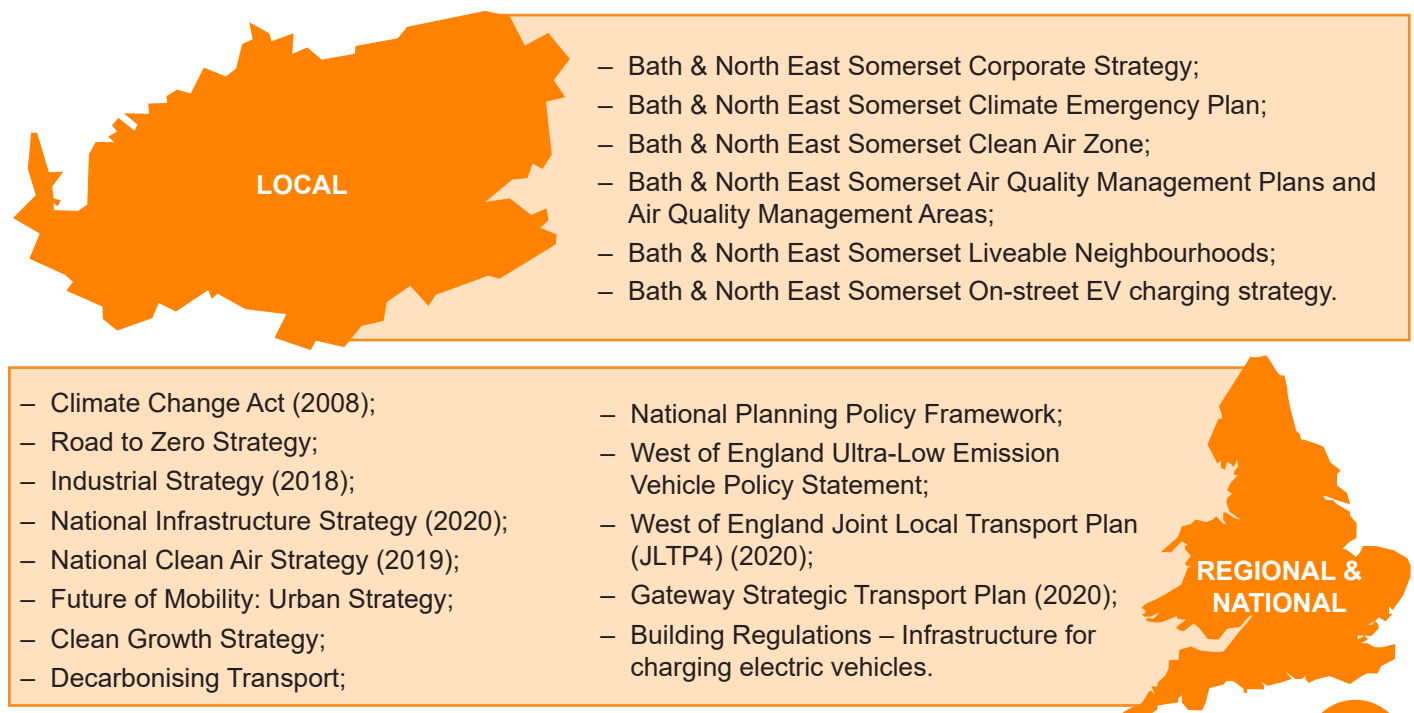 LOCAL
– Bath & North East Somerset Corporate Strategy;
– Bath & North East Somerset Climate Emergency Plan;
– Bath & North East Somerset Clean Air Zone;
– Bath & North East Somerset Air Quality Management Plans and
Air Quality Management Areas;
– Bath & North East Somerset Liveable Neighbourhoods;
– Bath & North East Somerset On-street EV charging strategy.
– Climate Change Act (2008);
– Road to Zero Strategy;
– Industrial Strategy (2018);
– National Infrastructure Strategy (2020);
– National Clean Air Strategy (2019);
– Future of Mobility: Urban Strategy;
– Clean Growth Strategy;
– Decarbonising Transport;
– National Planning Policy Framework;
– West of England Ultra-Low Emission
Vehicle Policy Statement;
– West of England Joint Local Transport Plan
(JLTP4) (2020);
– Gateway Strategic Transport Plan (2020);
– Building Regulations – Infrastructure for
charging electric vehicles.
REGIONAL &
NATIONAL